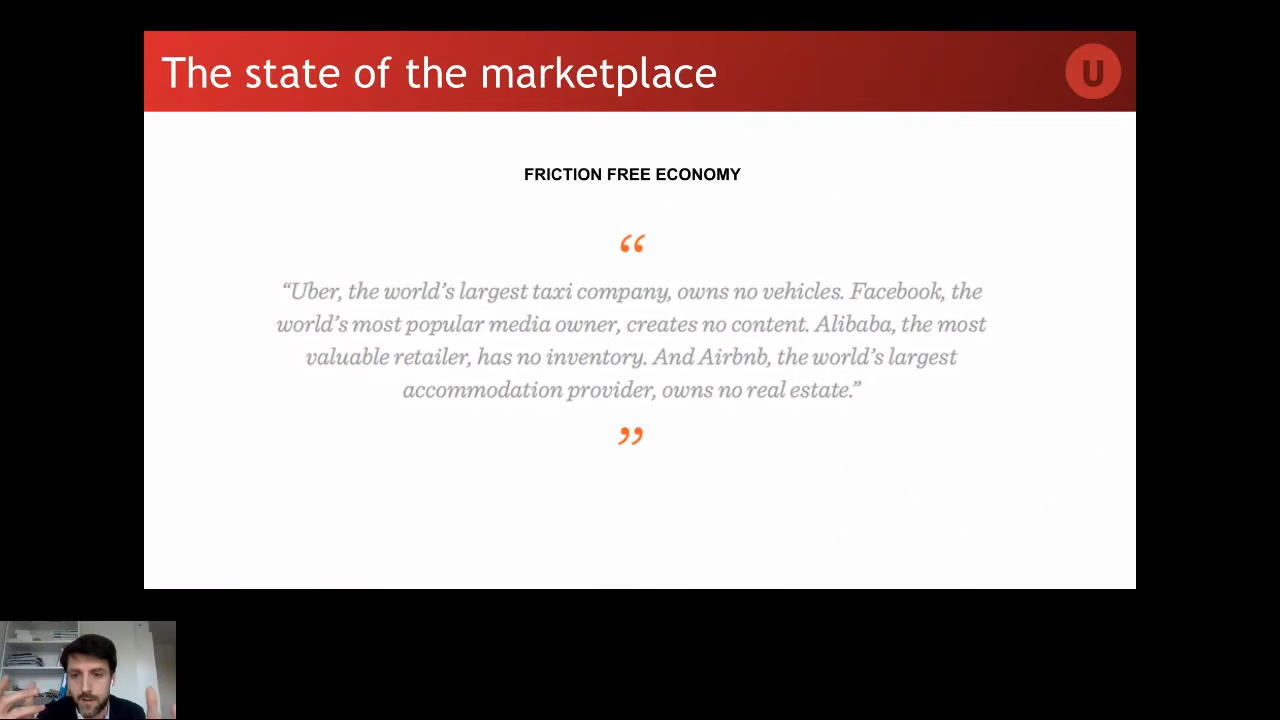 The state of the marketplace
U
FRICTION FREE ECONOMY
“
“Uber, the world’s largest taxi company, owns no vehicles. Facebook, the
world’s most popular media owner, creates no content. Alibaba, the most
valuable retailer, has no inventory. And Airbnb, the world’s largest
accommodation provider, owns no real estate.”
”